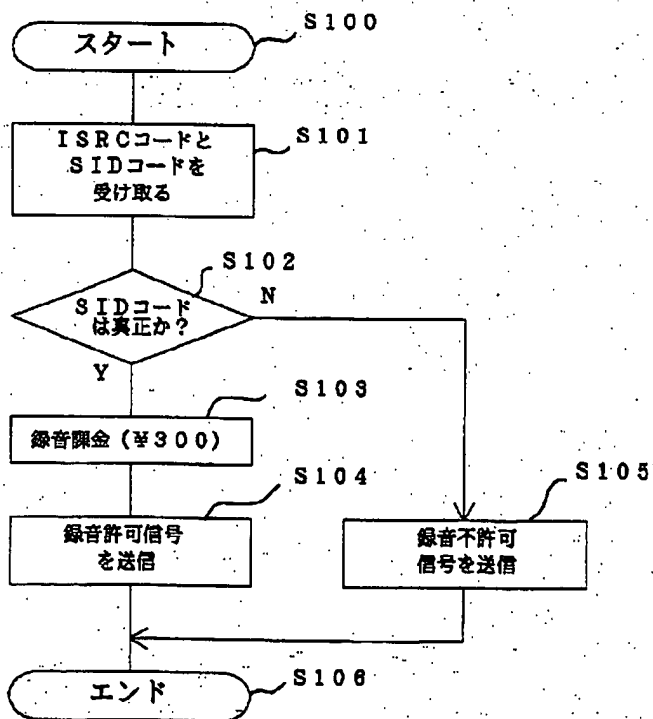 スタート
S100
ISRCコードと
SIDコードを
受け取る
S101
SIDコード
は真正か？
S102
N
Y
録音課金(￥300)
S103
録音許可信号
を送信
S104
録音不許可
信号を送信
S105
エンド
S106